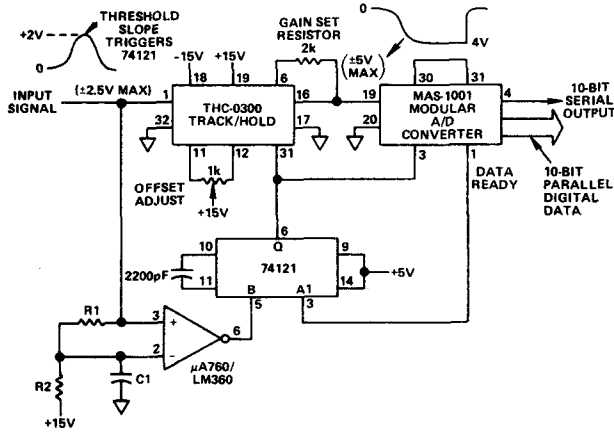 +2V
0
THRESHOLD
SLOPE
TRIGGERS
74121
-15V
+15V
GAIN SET
RESISTOR
2k
0
4V
(±5V
MAX)
INPUT
SIGNAL
(±2.5V MAX)
18
19
6
1
THC-0300
TRACK/HOLD
16
32
17
11
12
31
30
31
19
MAS-1001
MODULAR
A/D
CONVERTER
4
20
3
1
10-BIT
SERIAL
OUTPUT
10-BIT
PARALLEL
DIGITAL
DATA
DATA
READY
OFFSET
ADJUST
1k
+15V
2200pF
10
11
6
Q
74121
9
14
+5V
B
A1
5
3
R1
3
+
2
-
6
R2
C1
µA760/
LM360
+15V